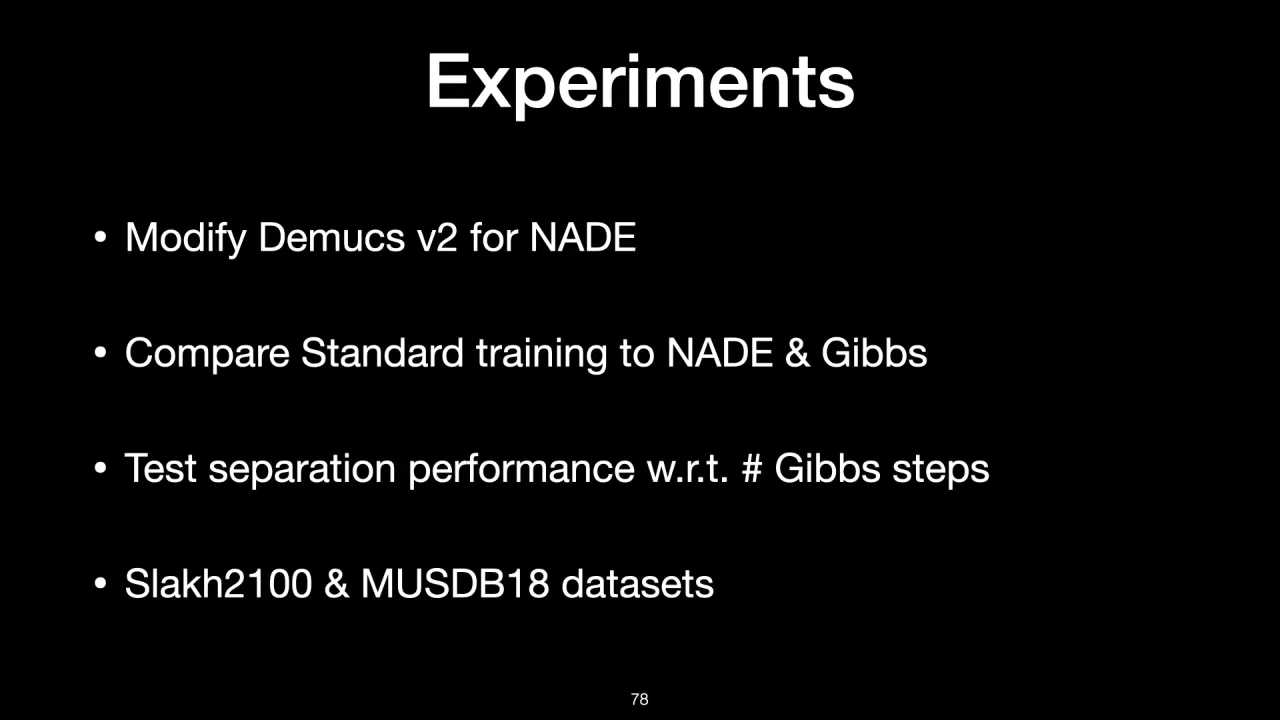 Experiments
• Modify Demucs v2 for NADE
• Compare Standard training to NADE & Gibbs
• Test separation performance w.r.t. # Gibbs steps
• Slakh2100 & MUSDB18 datasets
78